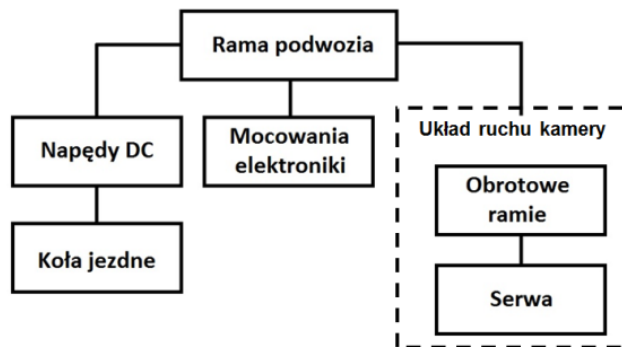 Rama podwozia
Napędy DC
Mocowania
elektroniki
Układ ruchu kamery
Koła jezdne
Obrotowe
ramie
Serwa